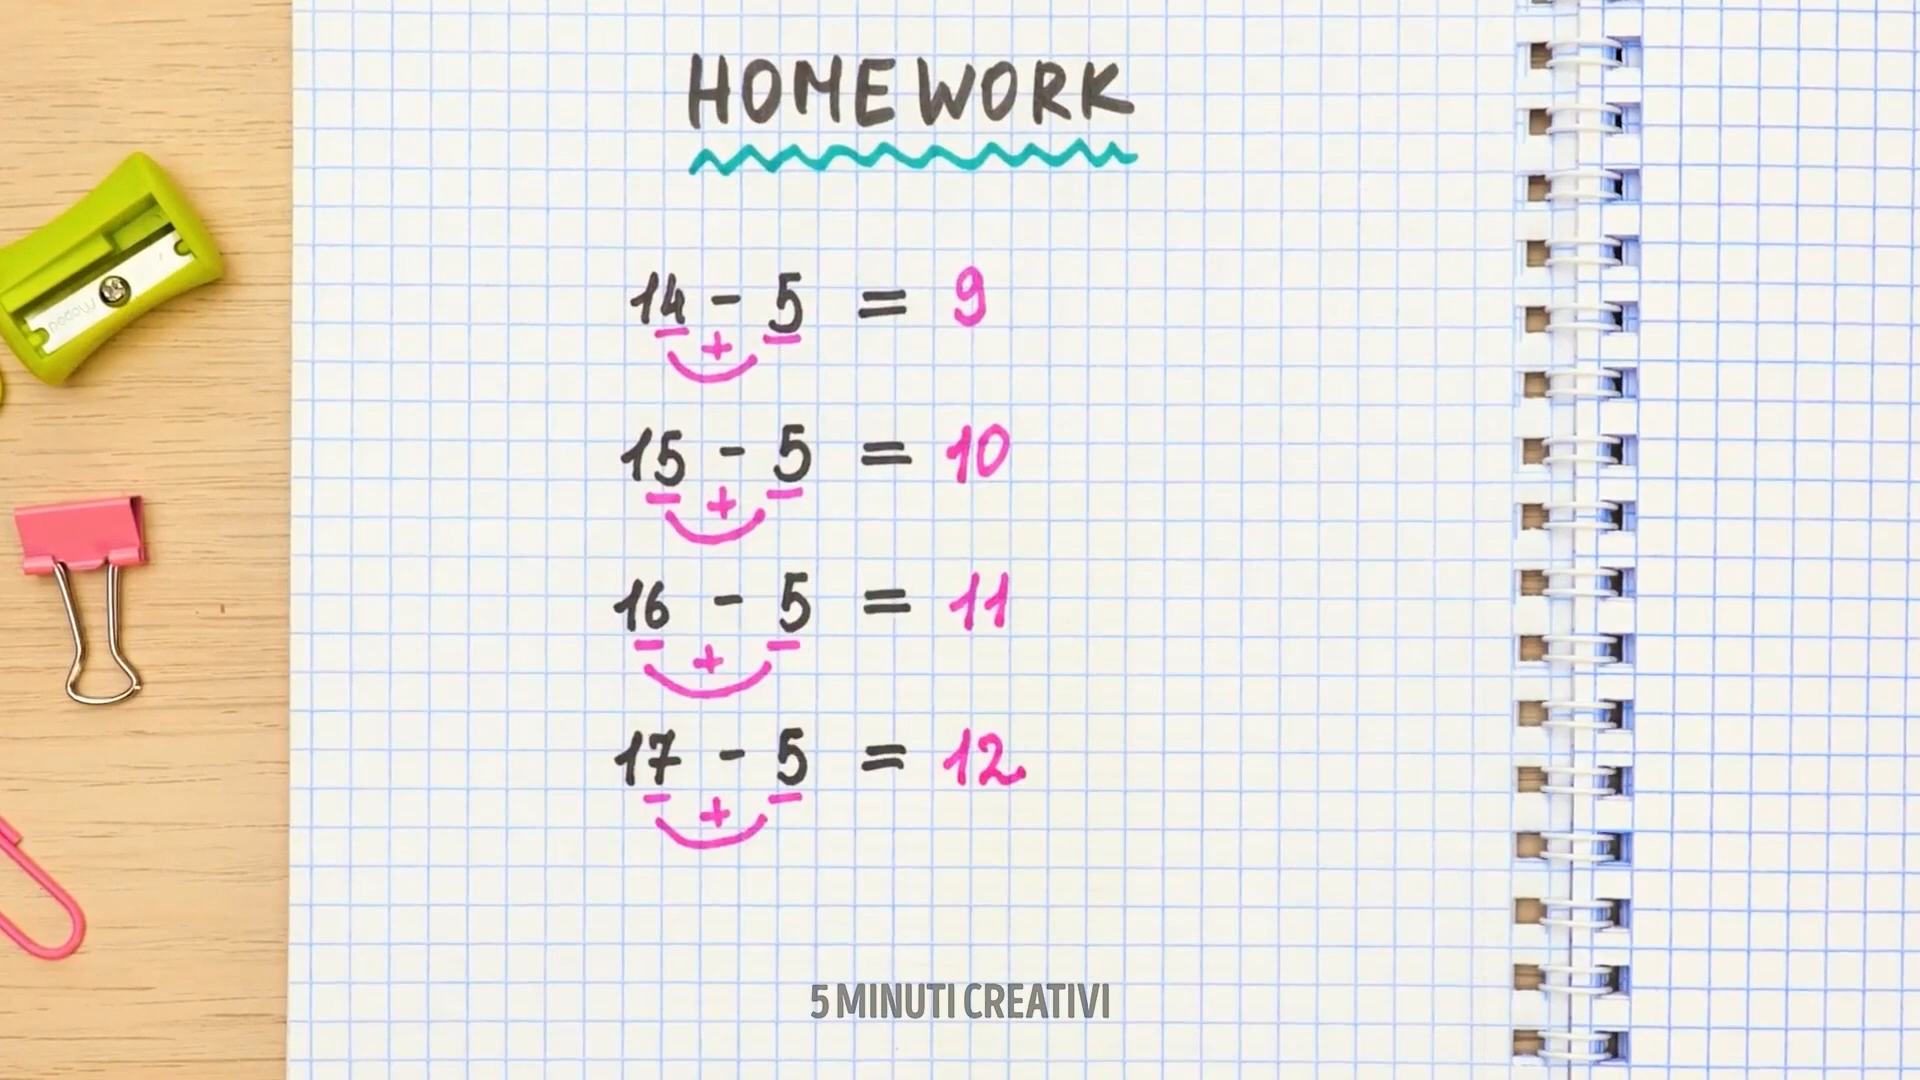 HOMEWORK
14 - 5 = 9
+
15 - 5 = 10
+
16 - 5 = 11
+
17 - 5 = 12
+
5 MINUTI CREATIVI